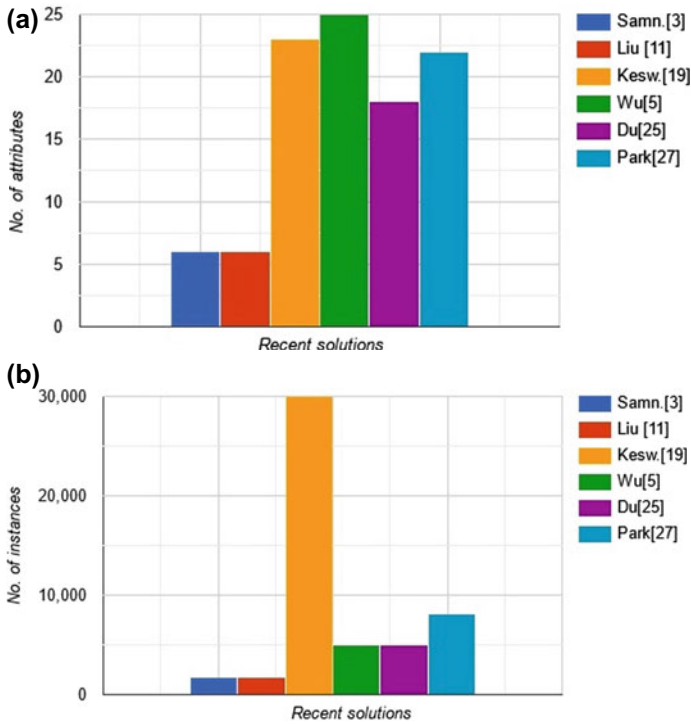 (a)
25
20
15
10
5
0
No. of attributes
Recent solutions
Samn.[3]
Liu [11]
Kesw.[19]
Wu[5]
Du[25]
Park[27]
(b)
30,000
20,000
10,000
0
No. of instances
Recent solutions
Samn.[3]
Liu [11]
Kesw.[19]
Wu[5]
Du[25]
Park[27]